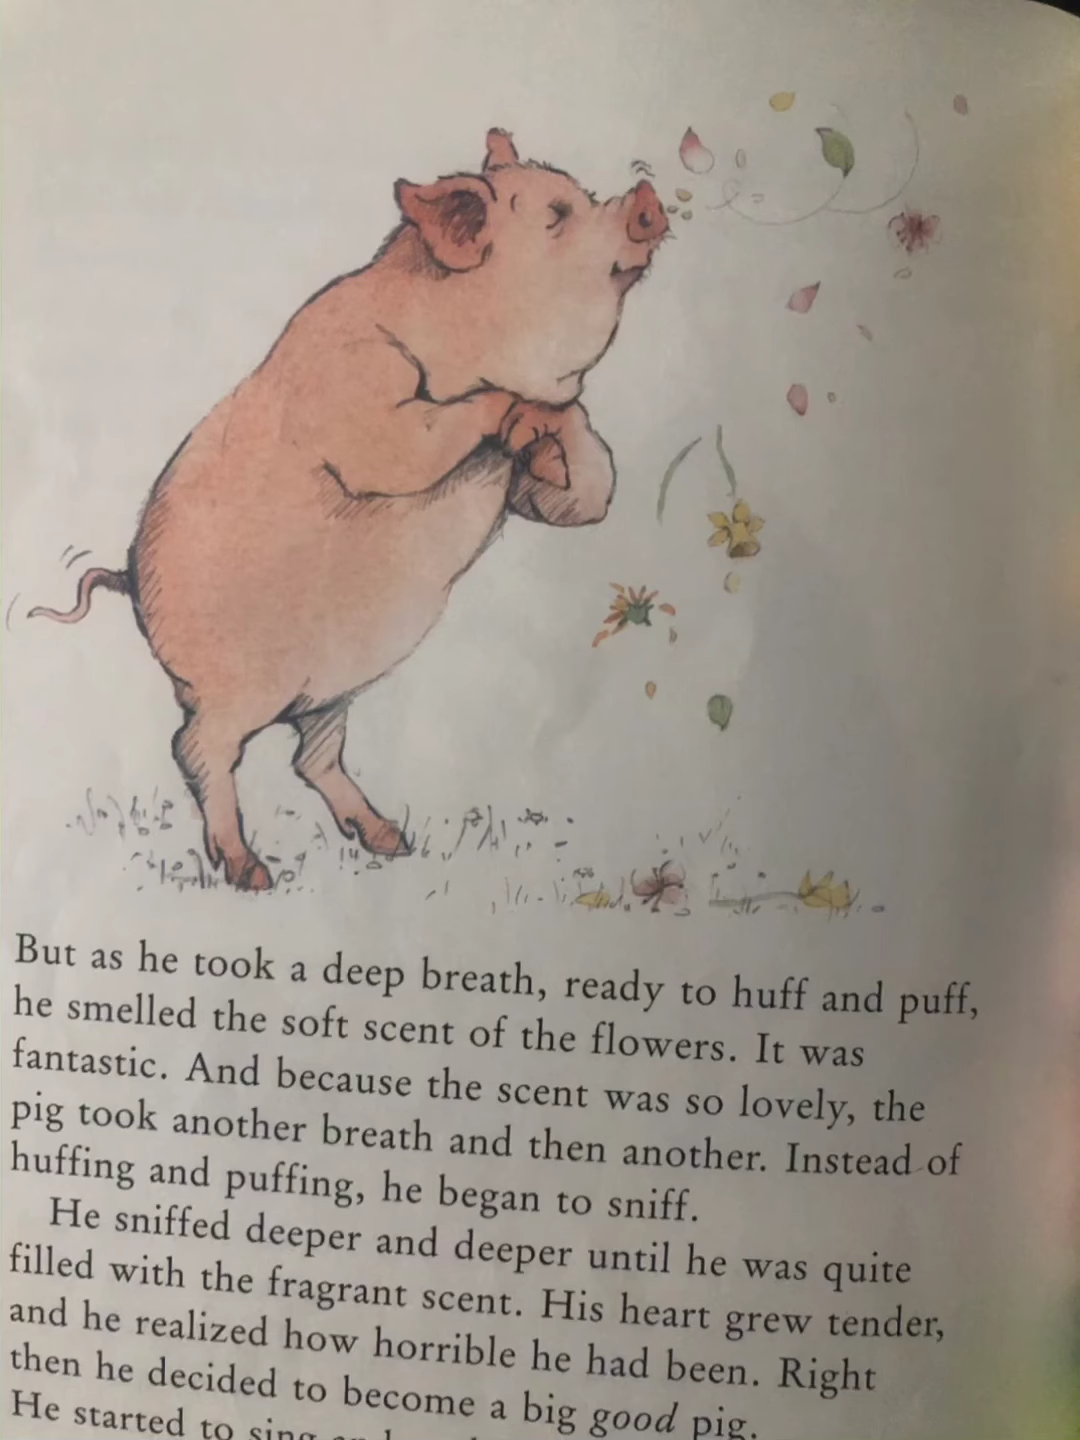 But as he took a deep breath, ready to huff and puff,
he smelled the soft scent of the flowers. It was
fantastic. And because the scent was so lovely, the
pig took another breath and then another. Instead of
huffing and puffing, he began to sniff.
He sniffed deeper and deeper until he was quite
filled with the fragrant scent. His heart grew tender,
and he realized how horrible he had been. Right
then he decided to become a big good pig.
He started to sing